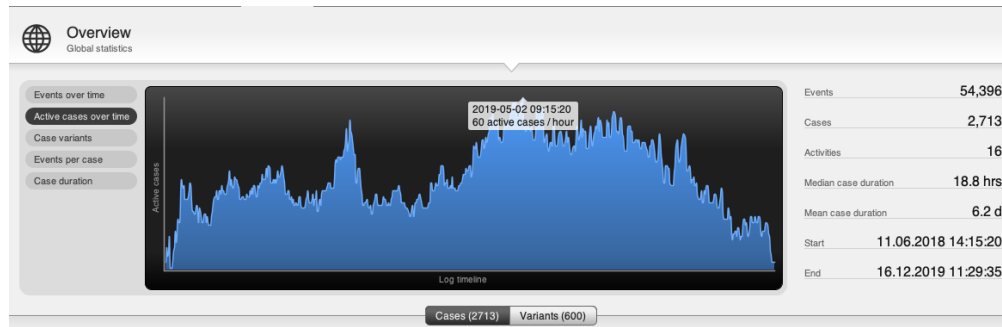 Overview
Global statistics
Events over time
Active cases over time
Case variants
Events per case
Case duration
Active cases
2019-05-02 09:15:20
60 active cases / hour
Log timeline
Events 54,396
Cases 2,713
Activities 16
Median case duration 18.8 hrs
Mean case duration 6.2 d
Start 11.06.2018 14:15:20
End 16.12.2019 11:29:35
Cases (2713) Variants (600)